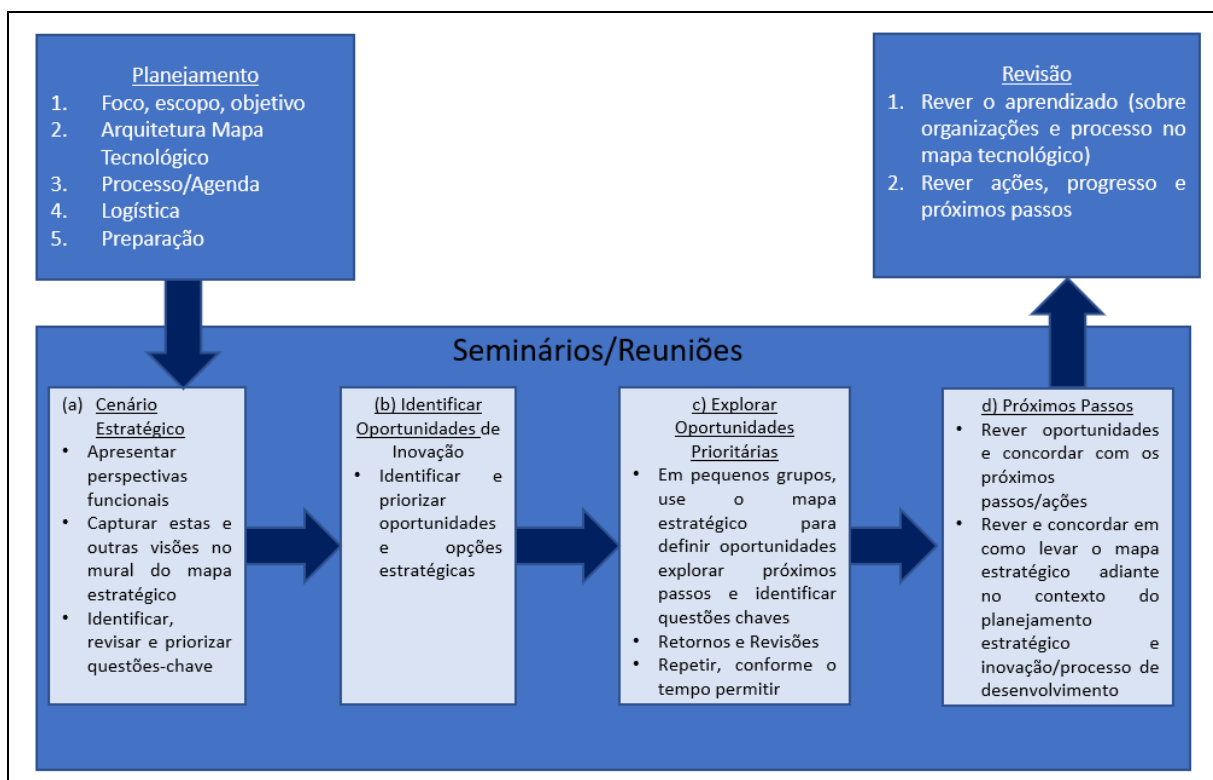 Planejamento
1. Foco, escopo, objetivo
2. Arquitetura Mapa
Tecnológico
3. Processo/Agenda
4. Logística
5. Preparação
Revisão
1. Rever o aprendizado (sobre
organizações e processo no
mapa tecnológico)
2. Rever ações, progresso e
próximos passos
Seminários/Reuniões
(a) Cenário
Estratégico
• Apresentar
perspectivas
funcionais
• Capturar estas e
outras visões no
mural do mapa
estratégico
• Identificar,
revisar e priorizar
questões-chave
(b) Identificar
Oportunidades de
Inovação
• Identificar e
priorizar
oportunidades
e opções
estratégicas
c) Explorar
Oportunidades
Prioritárias
• Em pequenos grupos,
use o mapa
estratégico para
definir oportunidades
explorar próximos
passos e identificar
questões chaves
• Retornos e Revisões
• Repetir, conforme o
tempo permitir
d) Próximos Passos
• Rever oportunidades
e concordar com os
próximos
passos/ações
• Rever e concordar em
como levar o mapa
estratégico adiante
no contexto do
planejamento
estratégico e
inovação/processo de
desenvolvimento